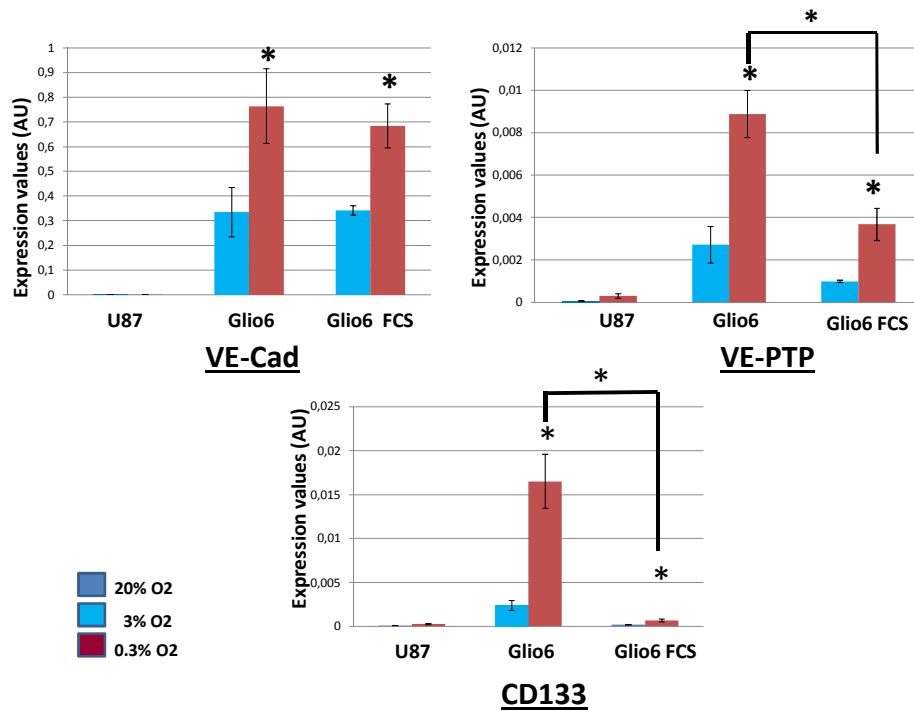 Expression values (AU)
1
0,9
0,8
0,7
0,6
0,5
0,4
0,3
0,2
0,1
0
*
*
U87
Glio6
Glio6 FCS
VE-Cad
Expression values (AU)
0,012
0,01
0,008
0,006
0,004
0,002
0
*
*
*
U87
Glio6
Glio6 FCS
VE-PTP
Expression values (AU)
0,025
0,02
0,015
0,01
0,005
0
*
*
*
U87
Glio6
Glio6 FCS
CD133
20% O2
3% O2
0.3% O2